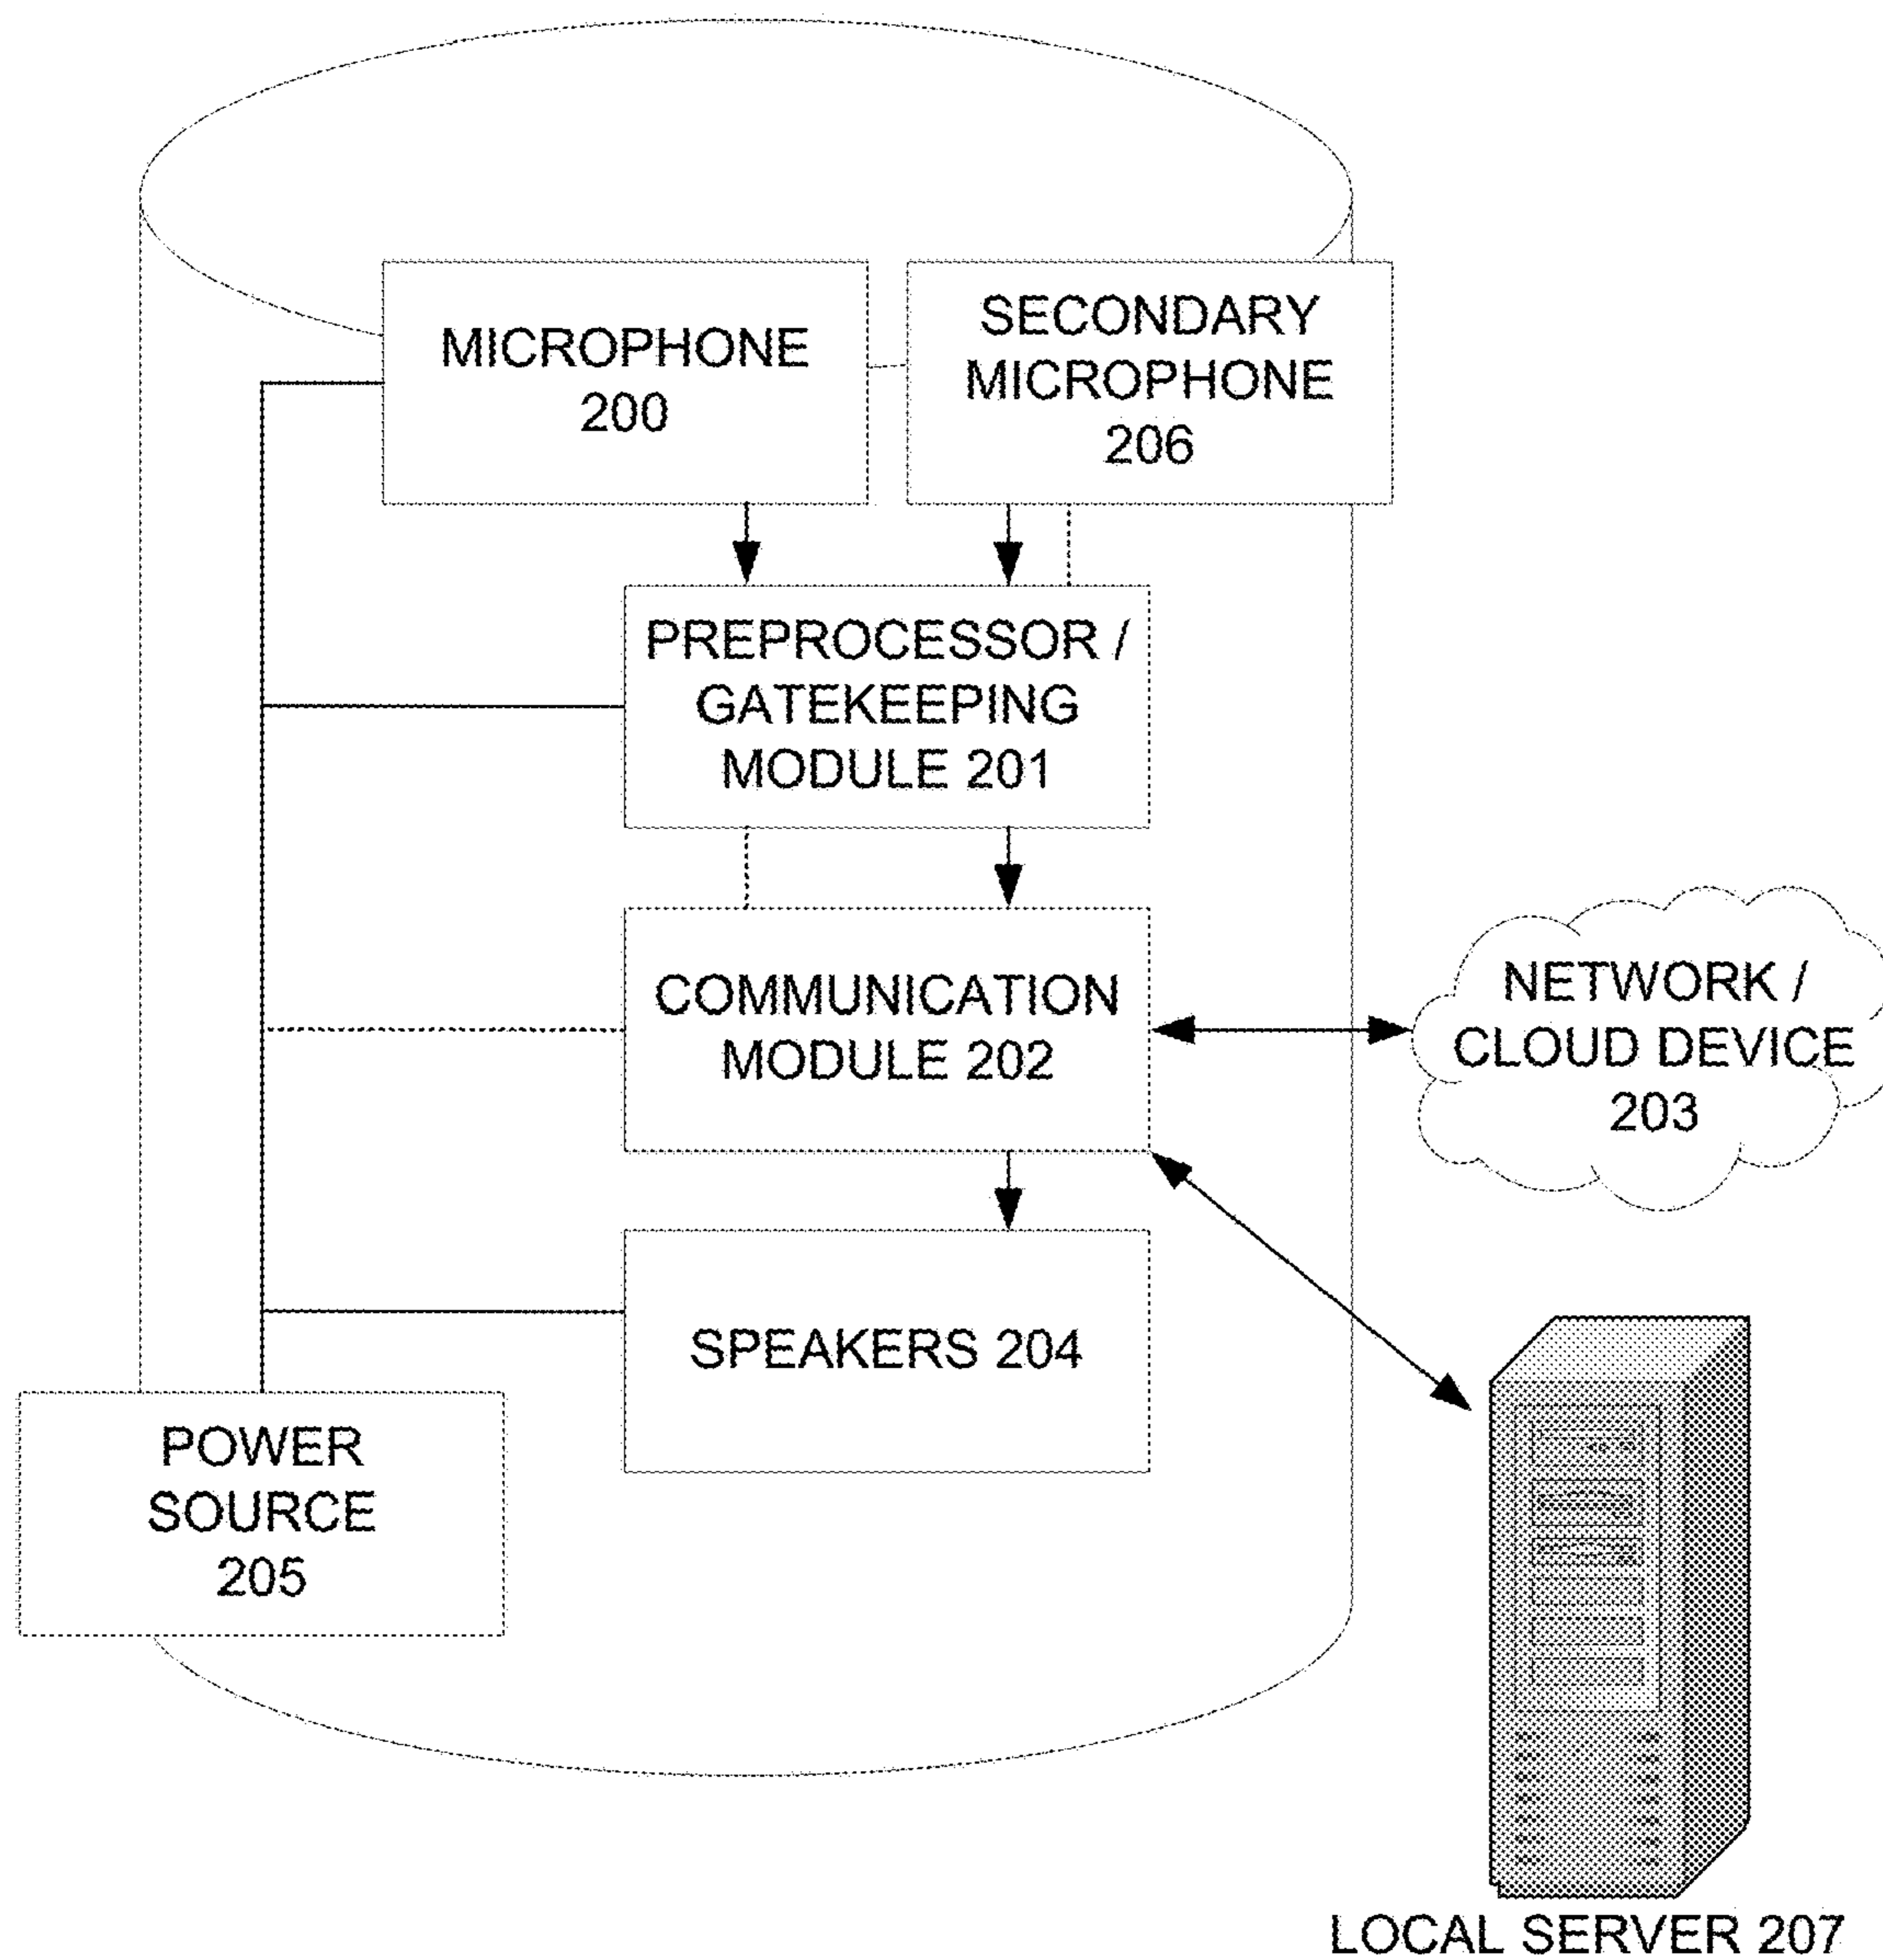 MICROPHONE
200
SECONDARY
MICROPHONE
206
PREPROCESSOR /
GATEKEEPING
MODULE 201
COMMUNICATION
MODULE 202
NETWORK /
CLOUD DEVICE
203
SPEAKERS 204
POWER
SOURCE
205
LOCAL SERVER 207